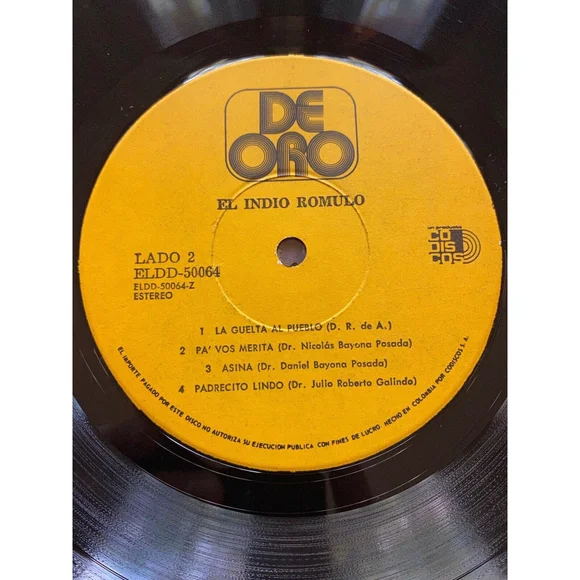 DE
ORO
EL INDIO ROMULO
un producto
CO
DIS
COS
LADO 2
ELDD-50064
ELDD-50064-Z
ESTEREO
1 LA GUELTA AL PUEBLO (D. R. de A.)
2 PA' VOS MERITA (Dr. Nicolás Bayona Posada)
3 ASINA (Dr. Daniel Bayona Posada)
4 PADRECITO LINDO (Dr. Julio Roberto Galindo)
EL IMPORTE PAGADO POR ESTE DISCO NO AUTORIZA SU EJECUCION PUBLICA CON FINES DE LUCRO. HECHO EN COLOMBIA POR CODISCOS S. A.